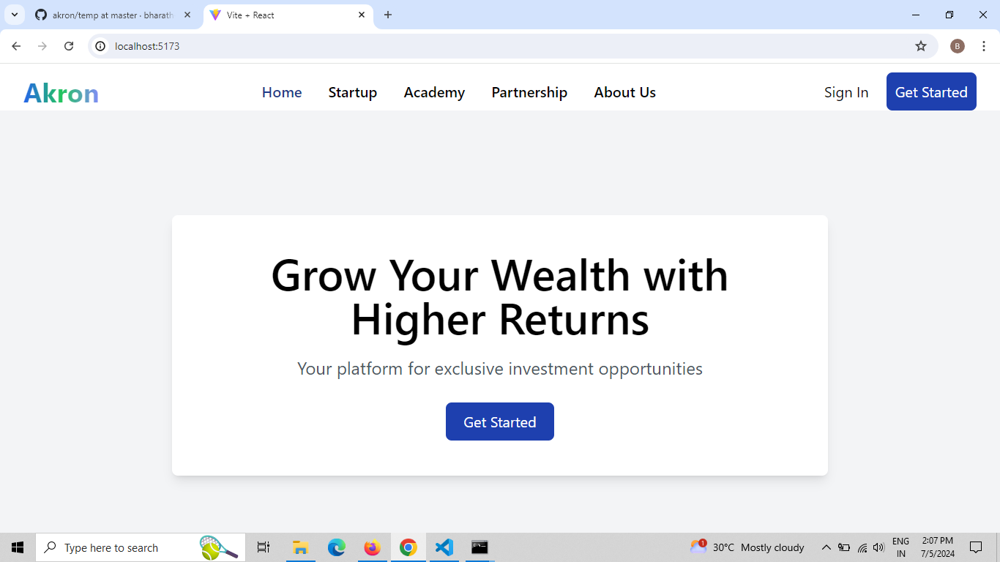 akron/temp at master · bharath
Vite + React
localhost:5173
B
Akron
Home Startup Academy Partnership About Us
Sign In Get Started
Grow Your Wealth with
Higher Returns
Your platform for exclusive investment opportunities
Get Started
Type here to search
1
30°C Mostly cloudy
ENG
IN
2:07 PM
7/5/2024